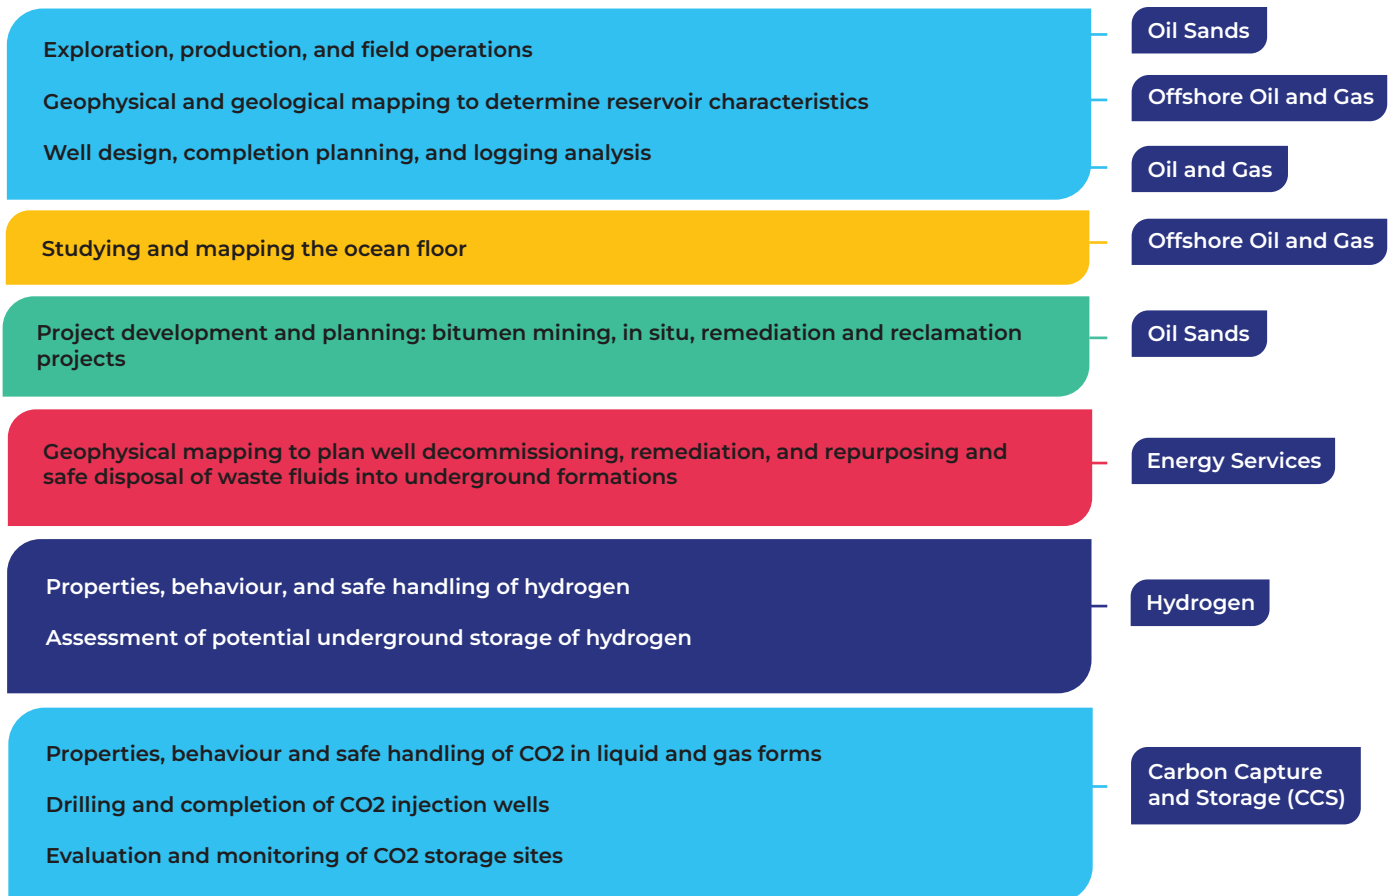 Exploration, production, and field operations
Geophysical and geological mapping to determine reservoir characteristics
Well design, completion planning, and logging analysis
Oil Sands
Offshore Oil and Gas
Oil and Gas
Studying and mapping the ocean floor
Offshore Oil and Gas
Project development and planning: bitumen mining, in situ, remediation and reclamation
projects
Oil Sands
Geophysical mapping to plan well decommissioning, remediation, and repurposing and
safe disposal of waste fluids into underground formations
Energy Services
Properties, behaviour, and safe handling of hydrogen
Assessment of potential underground storage of hydrogen
Hydrogen
Properties, behaviour and safe handling of CO2 in liquid and gas forms
Drilling and completion of CO2 injection wells
Evaluation and monitoring of CO2 storage sites
Carbon Capture
and Storage (CCS)